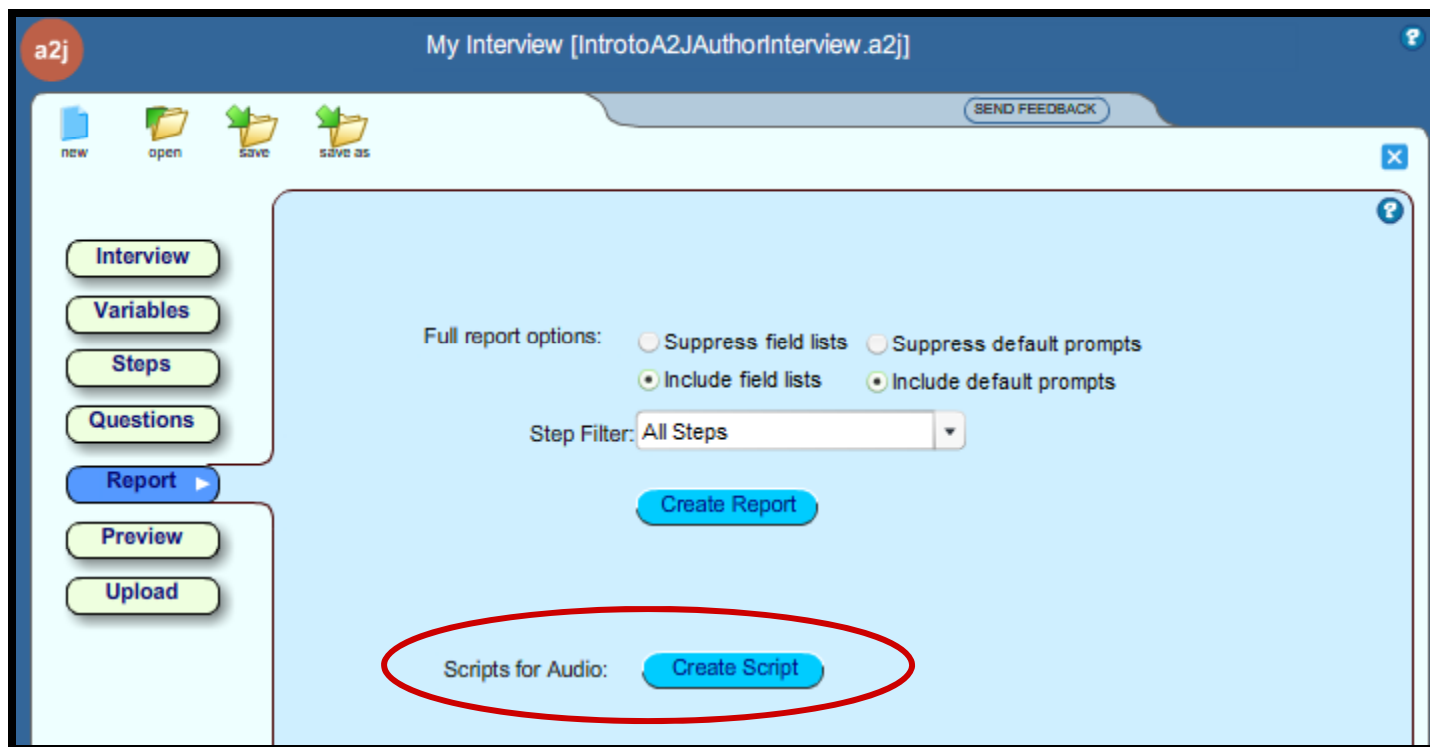 a2j
My Interview [IntrotoA2JAuthorInterview.a2j]
?
SEND FEEDBACK
new open save save as
?
Interview
Variables
Steps
Questions
Report
Preview
Upload
Full report options: Suppress field lists Suppress default prompts
Include field lists Include default prompts
Step Filter: All Steps
Create Report
Scripts for Audio: Create Script